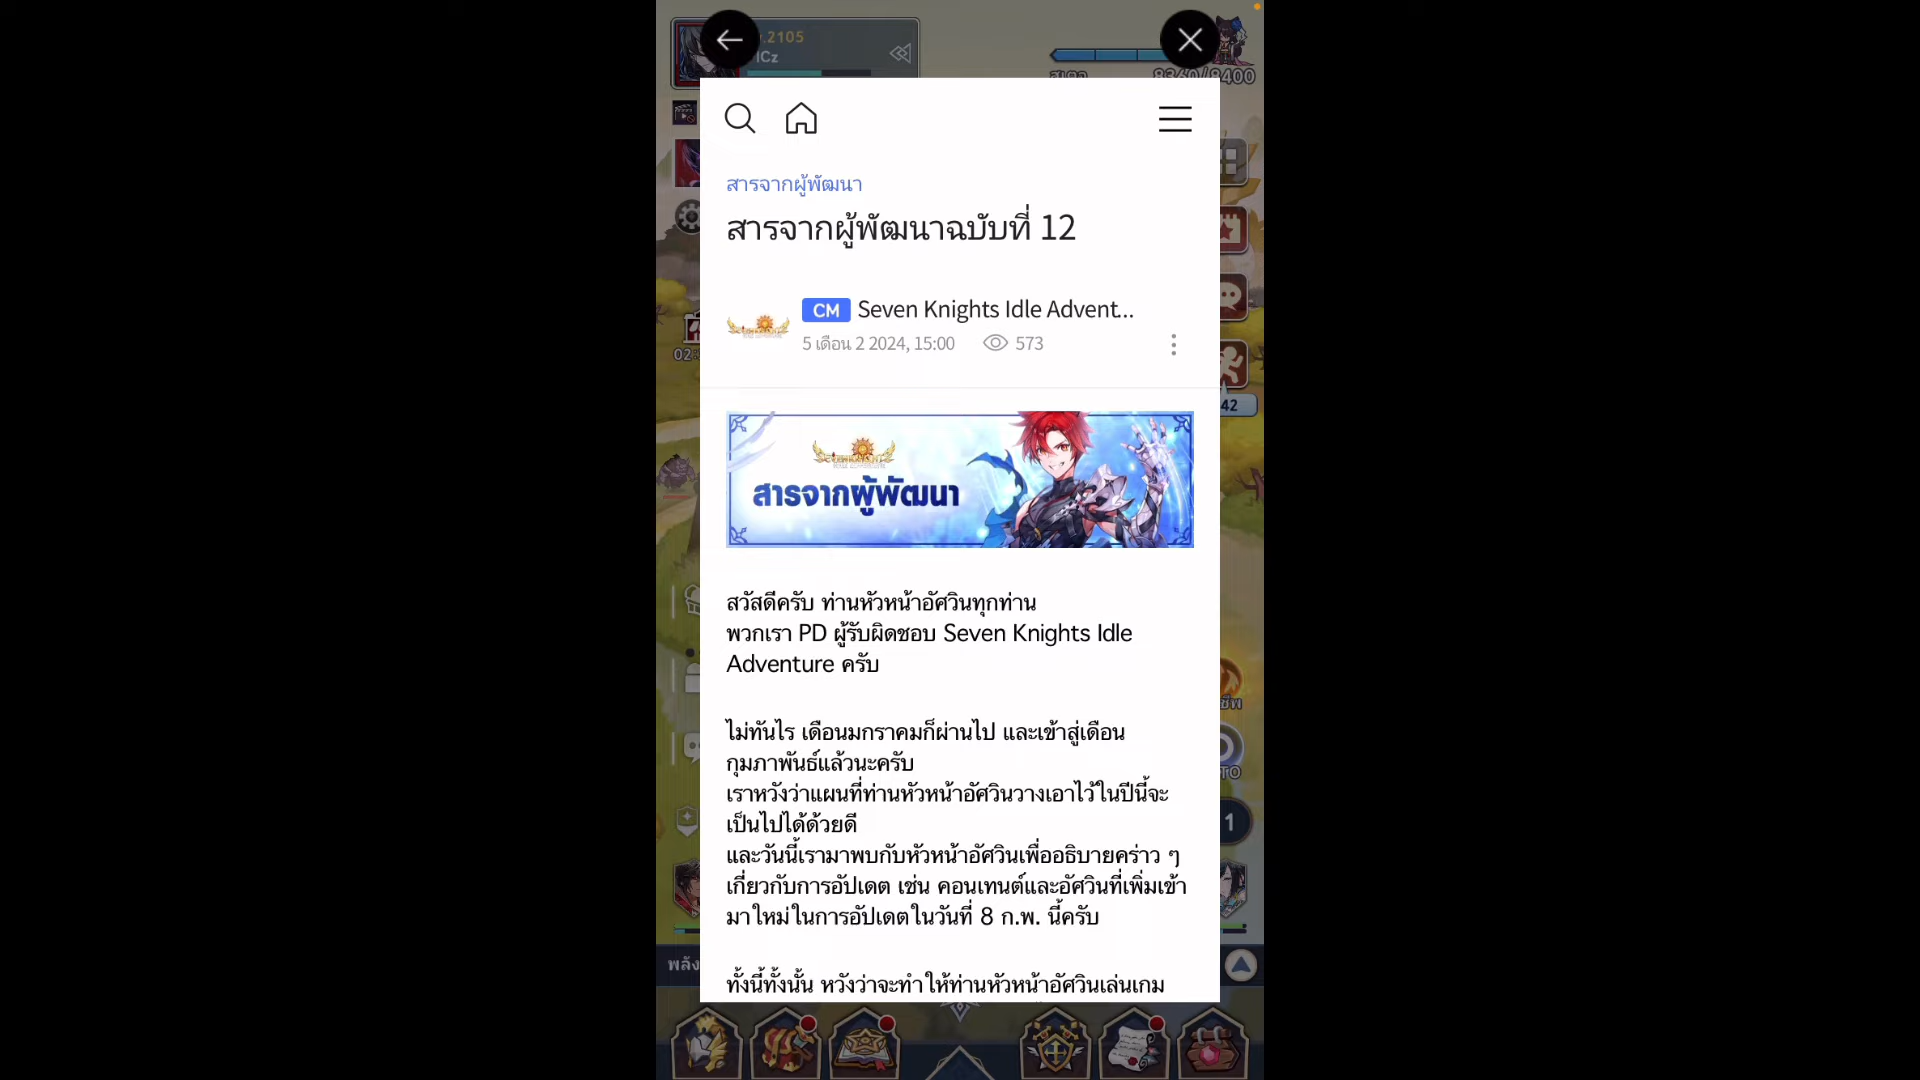 .2105
ICz
สเตจ
8360/8400
สารจากผู้พัฒนา
สารจากผู้พัฒนาฉบับที่ 12
CM Seven Knights Idle Advent...
5 เดือน 2 2024, 15:00 573
42
สารจากผู้พัฒนา
สวัสดีครับ ท่านหัวหน้าอัศวินทุกท่าน
พวกเรา PD ผู้รับผิดชอบ Seven Knights Idle
Adventure ครับ
ไม่ทันไร เดือนมกราคมก็ผ่านไป และเข้าสู่เดือน
กุมภาพันธ์แล้วนะครับ
เราหวังว่าแผนที่ท่านหัวหน้าอัศวินวางเอาไว้ในปีนี้จะ
เป็นไปได้ด้วยดี
และวันนี้เรามาพบกับหัวหน้าอัศวินเพื่ออธิบายคร่าว ๆ
เกี่ยวกับการอัปเดต เช่น คอนเทนต์และอัศวินที่เพิ่มเข้า
มาใหม่ในการอัปเดตในวันที่ 8 ก.พ. นี้ครับ
ทั้งนี้ทั้งนั้น หวังว่าจะทำให้ท่านหัวหน้าอัศวินเล่นเกม
02:
ชีพ
TO
1
พลัง